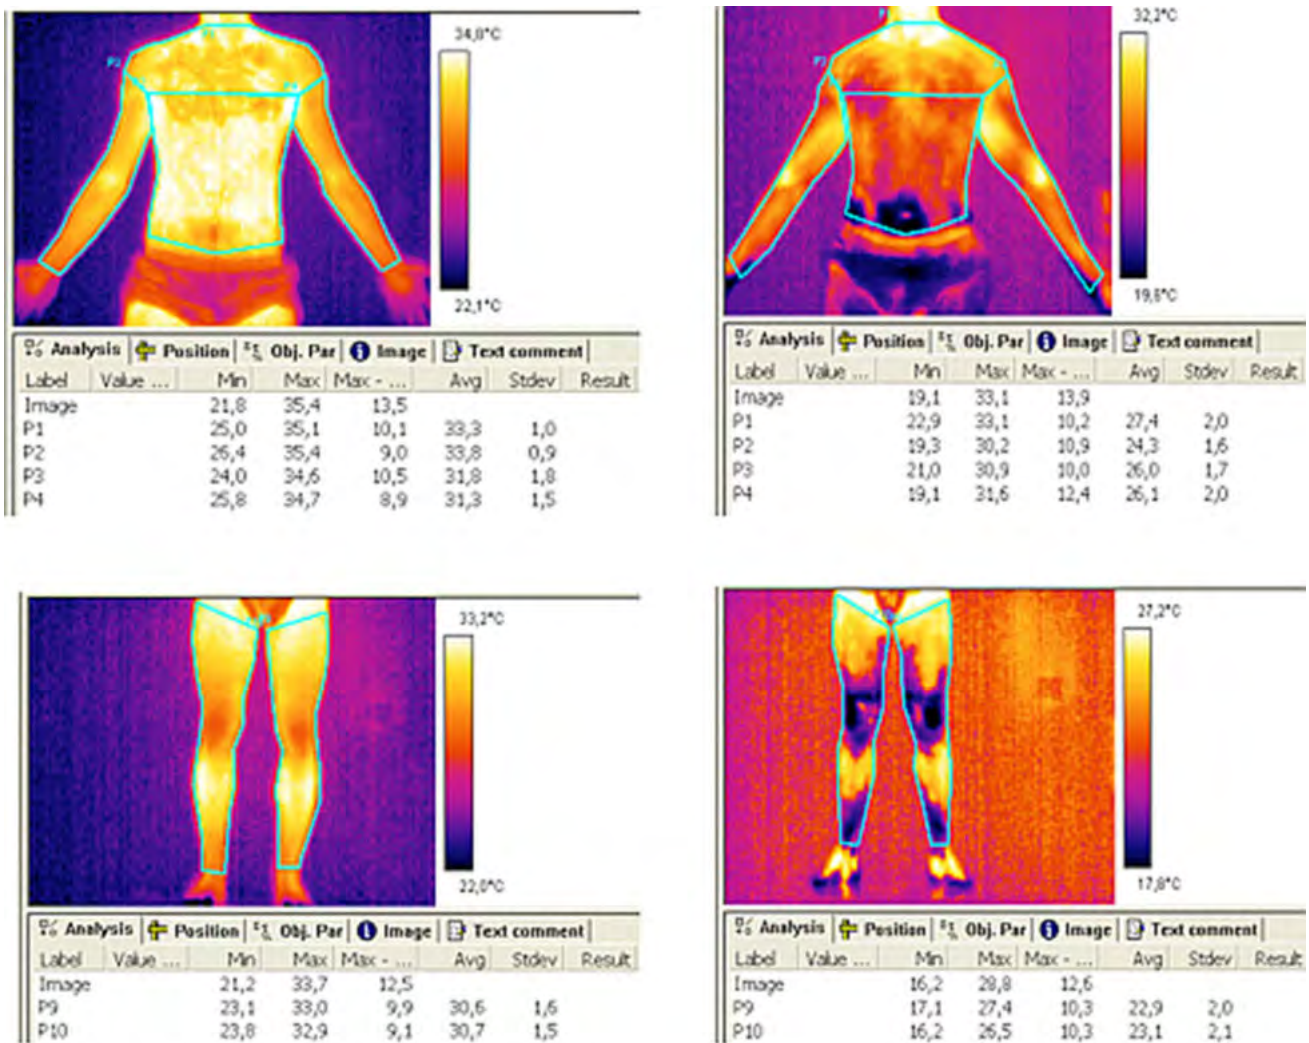 34,8°C
22,1°C
Analysis Position Obj. Par Image Text comment
Label Value ... Min Max Max - ... Avg Stdev Result
Image 21,8 35,4 13,5
P1 25,0 35,1 10,1 33,3 1,0
P2 26,4 35,4 9,0 33,8 0,9
P3 24,0 34,6 10,5 31,8 1,8
P4 25,8 34,7 8,9 31,3 1,5
32,2°C
19,8°C
Analysis Position Obj. Par Image Text comment
Label Value ... Min Max Max - ... Avg Stdev Result
Image 19,1 33,1 13,9
P1 22,9 33,1 10,2 27,4 2,0
P2 19,3 30,2 10,9 24,3 1,6
P3 21,0 30,9 10,0 26,0 1,7
P4 19,1 31,6 12,4 26,1 2,0
33,2°C
22,0°C
Analysis Position Obj. Par Image Text comment
Label Value ... Min Max Max - ... Avg Stdev Result
Image 21,2 33,7 12,5
P9 23,1 33,0 9,9 30,6 1,6
P10 23,8 32,9 9,1 30,7 1,5
27,2°C
17,8°C
Analysis Position Obj. Par Image Text comment
Label Value ... Min Max Max - ... Avg Stdev Result
Image 16,2 28,8 12,6
P9 17,1 27,4 10,3 22,9 2,0
P10 16,2 26,5 10,3 23,1 2,1